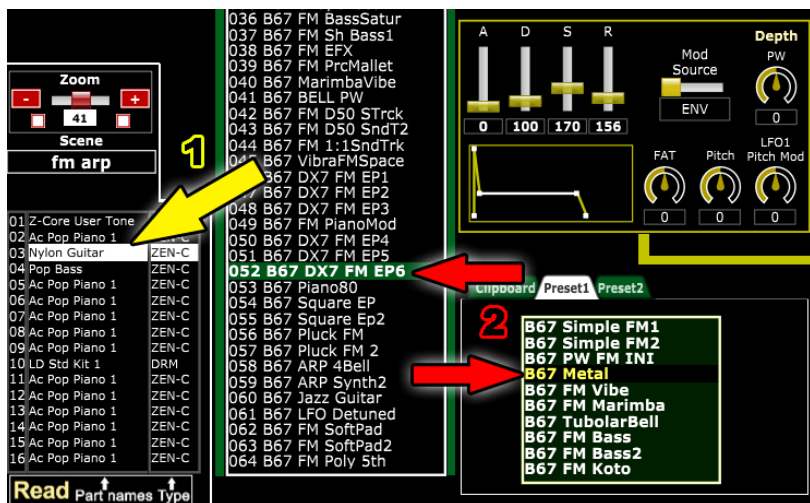 Zoom
-
+
41
Scene
fm arp
1
01 Z-Core User Tone
02 Ac Pop Piano 1 ZEN-C
03 Nylon Guitar ZEN-C
04 Pop Bass ZEN-C
05 Ac Pop Piano 1 ZEN-C
06 Ac Pop Piano 1 ZEN-C
07 Ac Pop Piano 1 ZEN-C
08 Ac Pop Piano 1 ZEN-C
09 Ac Pop Piano 1 ZEN-C
10 LD Std Kit 1 DRM
11 Ac Pop Piano 1 ZEN-C
12 Ac Pop Piano 1 ZEN-C
13 Ac Pop Piano 1 ZEN-C
14 Ac Pop Piano 1 ZEN-C
15 Ac Pop Piano 1 ZEN-C
16 Ac Pop Piano 1 ZEN-C
Read Part names Type
036 B67 FM BassSatur
037 B67 FM Sh Bass1
038 B67 FM EFX
039 B67 FM PrcMallet
040 B67 MarimbaVibe
041 B67 BELL PW
042 B67 FM D50 STrck
043 B67 FM D50 SndT2
044 B67 FM 1:1SndTrk
045 B67 VibraFMSpace
046 B67 DX7 FM EP1
047 B67 DX7 FM EP2
048 B67 DX7 FM EP3
049 B67 FM PianoMod
050 B67 DX7 FM EP4
051 B67 DX7 FM EP5
052 B67 DX7 FM EP6
053 B67 Piano80
054 B67 Square EP
055 B67 Square Ep2
056 B67 Pluck FM
057 B67 Pluck FM 2
058 B67 ARP 4Bell
059 B67 ARP Synth2
060 B67 Jazz Guitar
061 B67 LFO Detuned
062 B67 FM SoftPad
063 B67 FM SoftPad2
064 B67 FM Poly 5th
A D S R
0 100 170 156
Mod
Source
ENV
Depth
PW
0
FAT
0
Pitch
0
LFO1
Pitch Mod
0
Clipboard Preset1 Preset2
2
B67 Simple FM1
B67 Simple FM2
B67 PW FM INI
B67 Metal
B67 FM Vibe
B67 FM Marimba
B67 TubolarBell
B67 FM Bass
B67 FM Bass2
B67 FM Koto